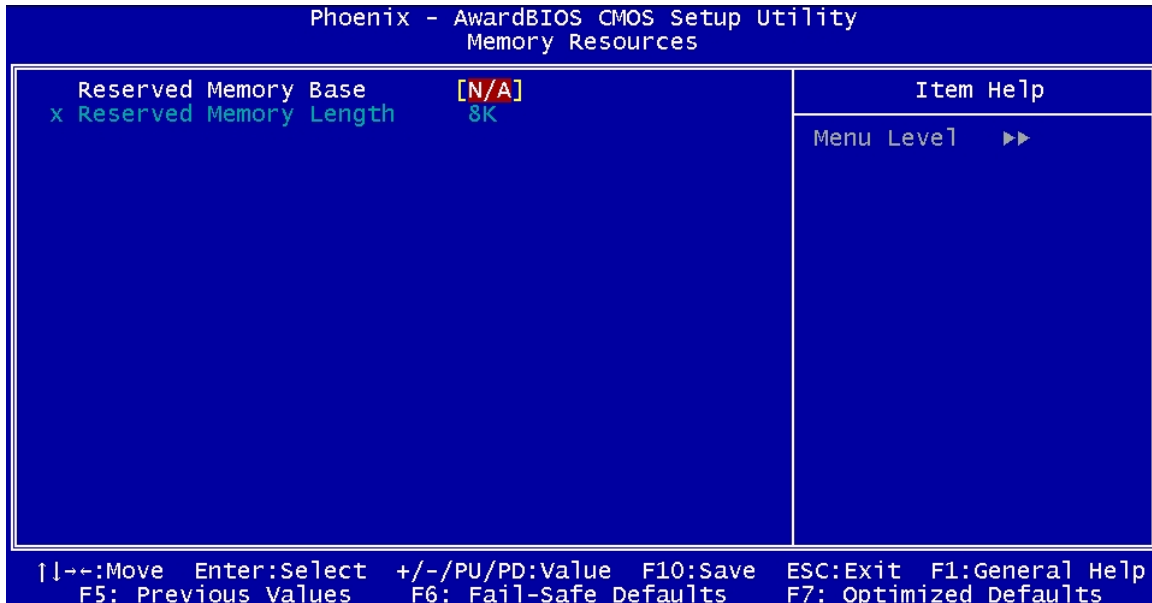 Phoenix - AwardBIOS CMOS Setup Utility
Memory Resources
Reserved Memory Base [N/A]
x Reserved Memory Length 8K
Item Help
Menu Level ►►
↑↓→←:Move Enter:Select +/-/PU/PD:Value F10:Save ESC:Exit F1:General Help
F5: Previous Values F6: Fail-Safe Defaults F7: Optimized Defaults